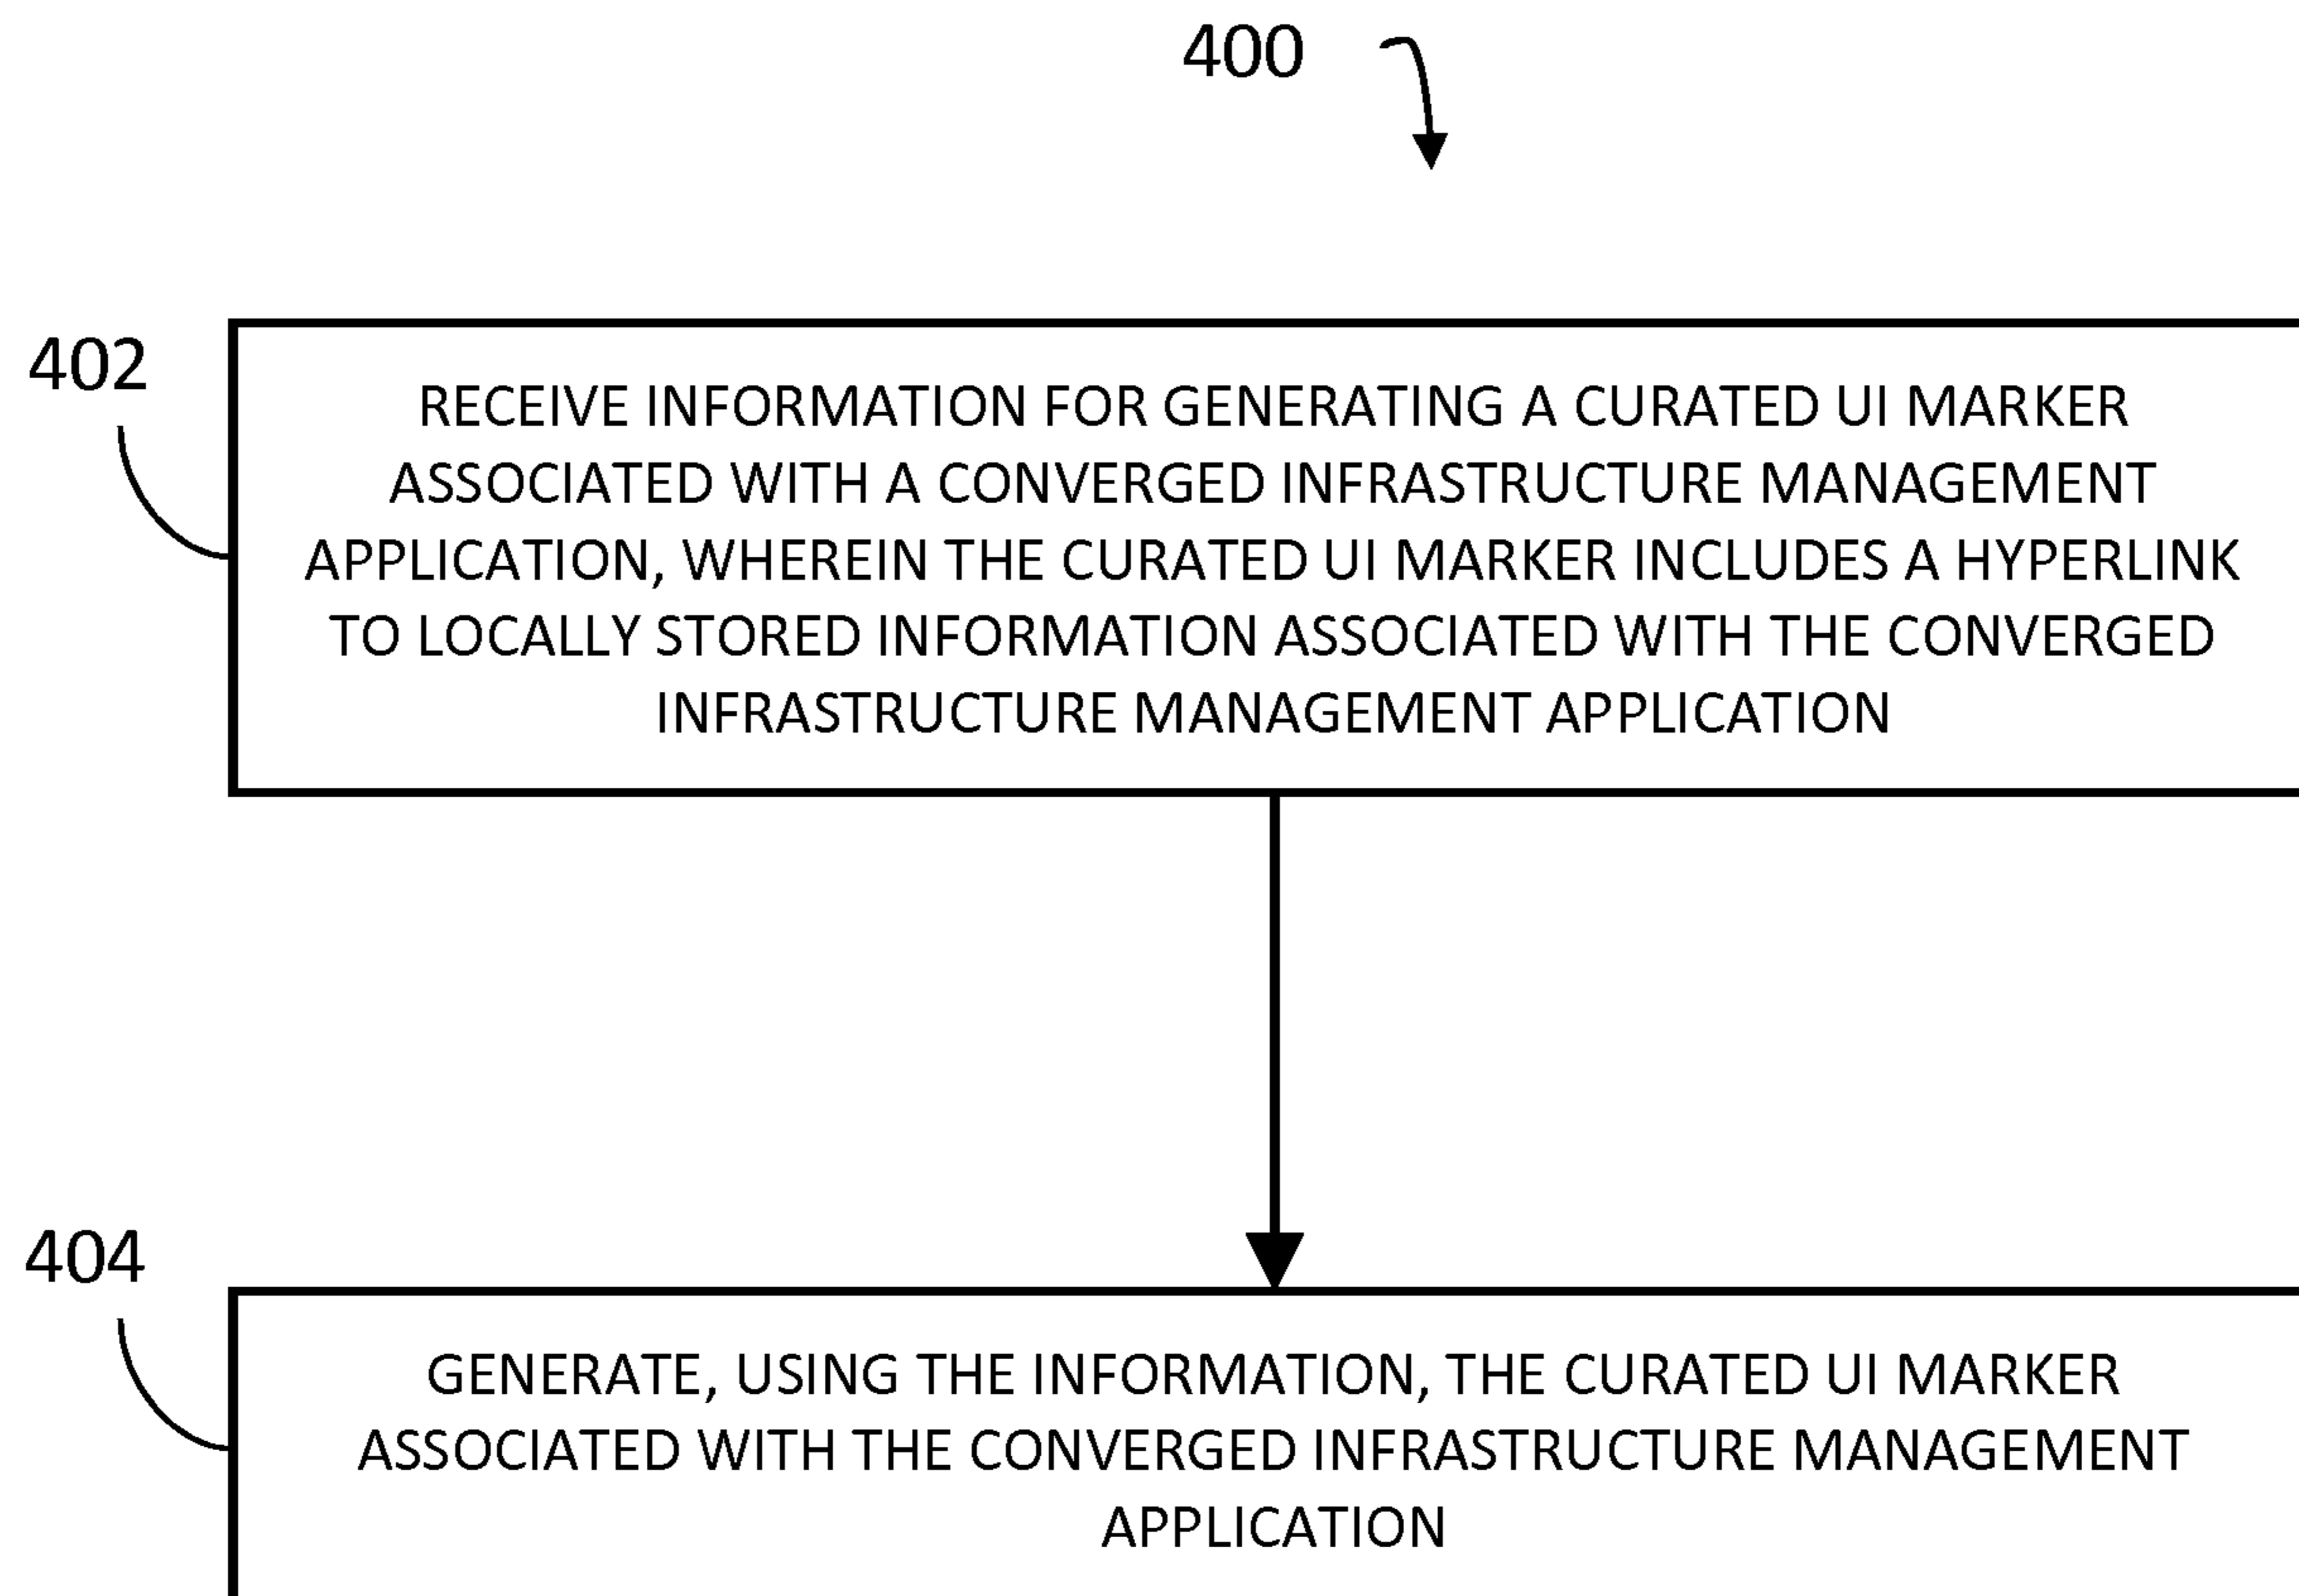 400
402
RECEIVE INFORMATION FOR GENERATING A CURATED UI MARKER
ASSOCIATED WITH A CONVERGED INFRASTRUCTURE MANAGEMENT
APPLICATION, WHEREIN THE CURATED UI MARKER INCLUDES A HYPERLINK
TO LOCALLY STORED INFORMATION ASSOCIATED WITH THE CONVERGED
INFRASTRUCTURE MANAGEMENT APPLICATION
404
GENERATE, USING THE INFORMATION, THE CURATED UI MARKER
ASSOCIATED WITH THE CONVERGED INFRASTRUCTURE MANAGEMENT
APPLICATION